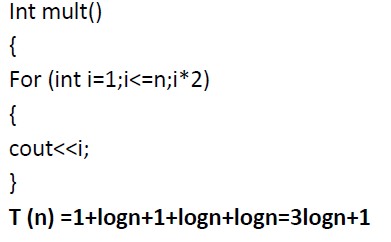 Int mult()
{
For (int i=1;i<=n;i*2)
{
cout<<i;
}
T (n) =1+logn+1+logn+logn=3logn+1